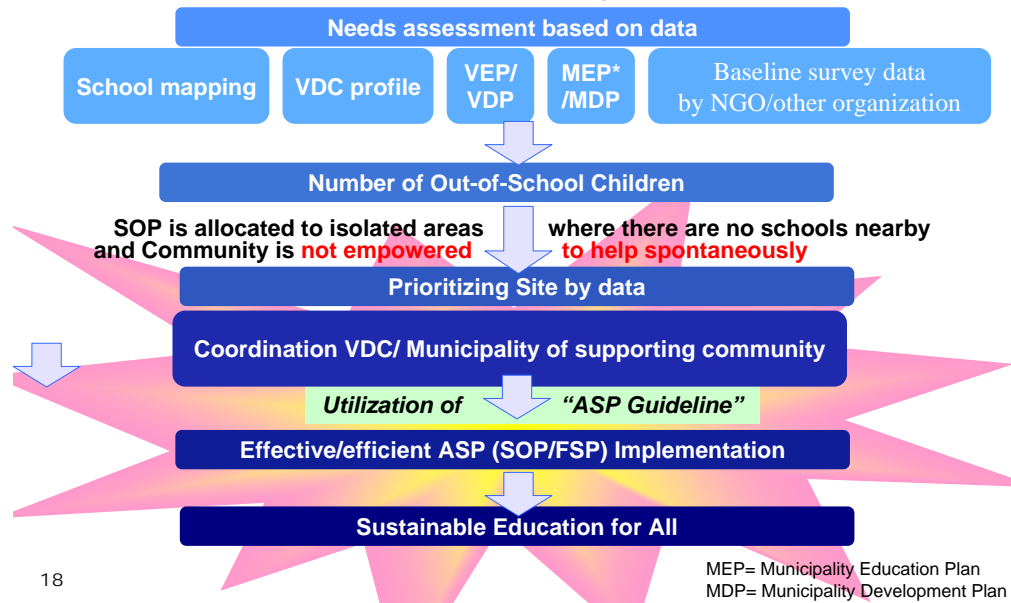 Needs assessment based on data
School mapping
VDC profile
VEP/
VDP
MEP*
/MDP
Baseline survey data
by NGO/other organization
Number of Out-of-School Children
SOP is allocated to isolated areas where there are no schools nearby
and Community is not empowered to help spontaneously
Prioritizing Site by data
Coordination VDC/ Municipality of supporting community
Utilization of “ASP Guideline”
Effective/efficient ASP (SOP/FSP) Implementation
Sustainable Education for All
18
MEP= Municipality Education Plan
MDP= Municipality Development Plan